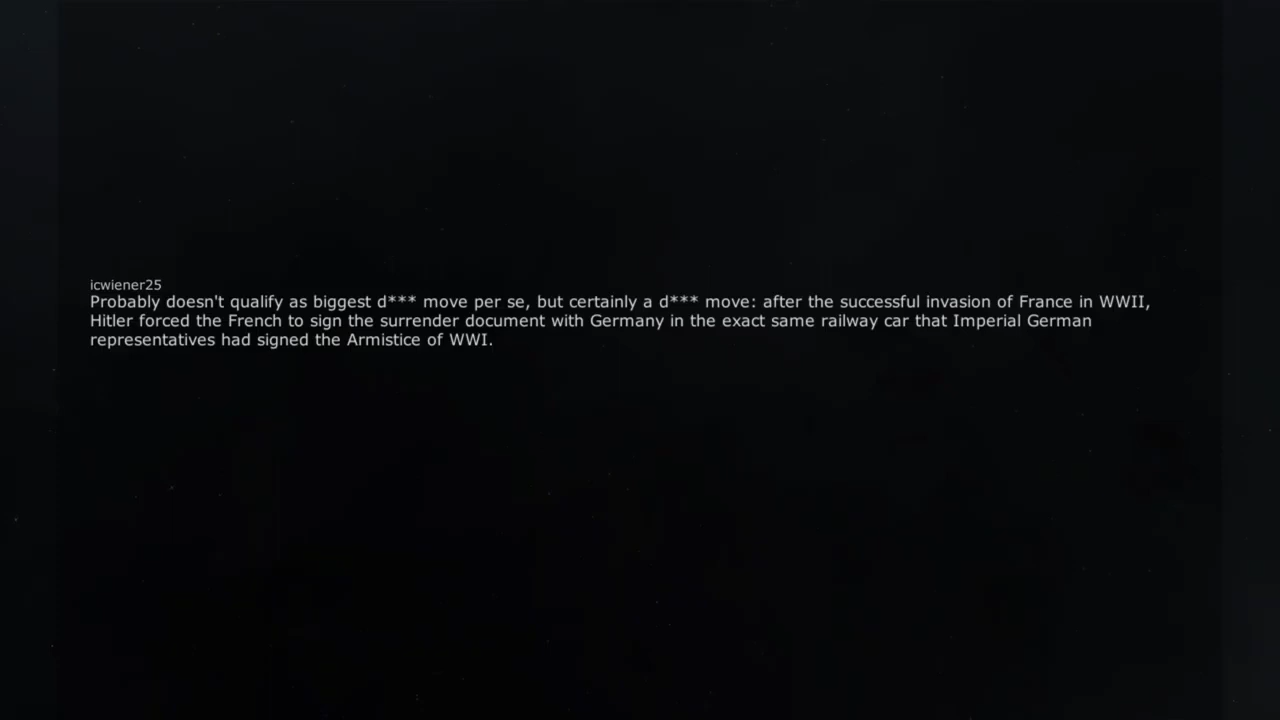 icwiener25
Probably doesn't qualify as biggest d*** move per se, but certainly a d*** move: after the successful invasion of France in WWII,
Hitler forced the French to sign the surrender document with Germany in the exact same railway car that Imperial German
representatives had signed the Armistice of WWI.